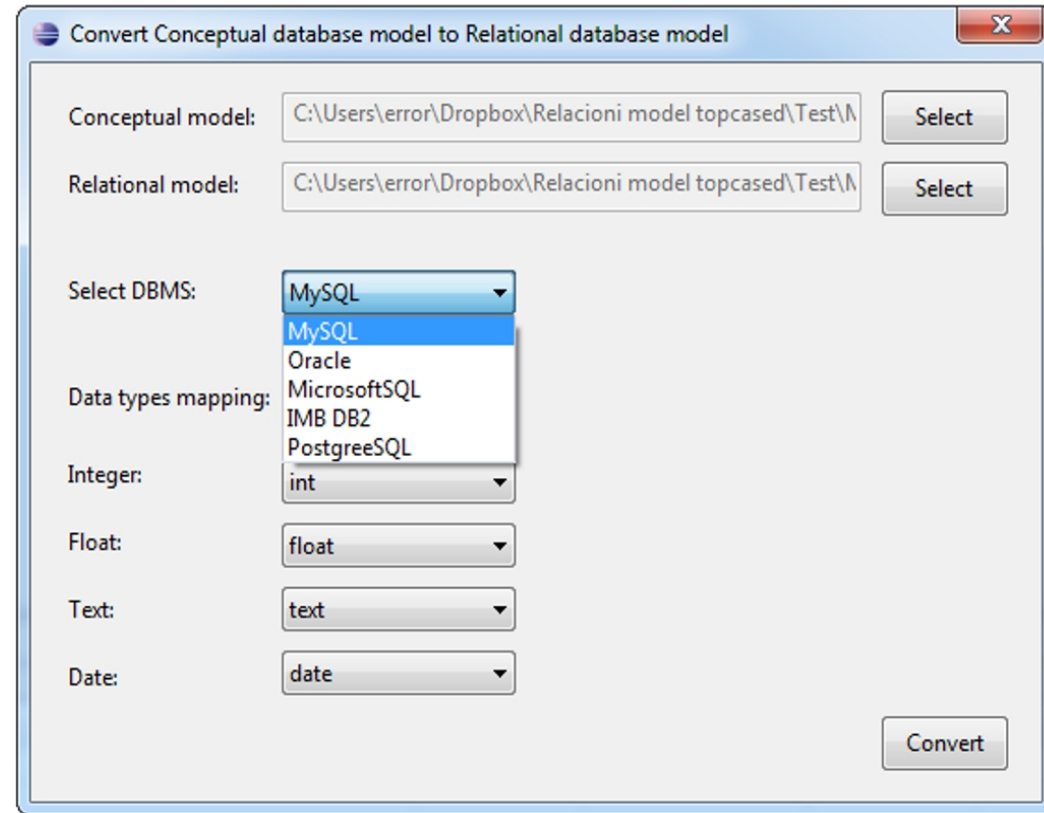 Convert Conceptual database model to Relational database model
Conceptual model: C:\Users\error\Dropbox\Relacioni model topcased\Test\ Select
Relational model: C:\Users\error\Dropbox\Relacioni model topcased\Test\ Select
Select DBMS: MySQL
MySQL
Oracle
MicrosoftSQL
Data types mapping:
IMB DB2
PostgreeSQL
Integer: int
Float: float
Text: text
Date: date
Convert